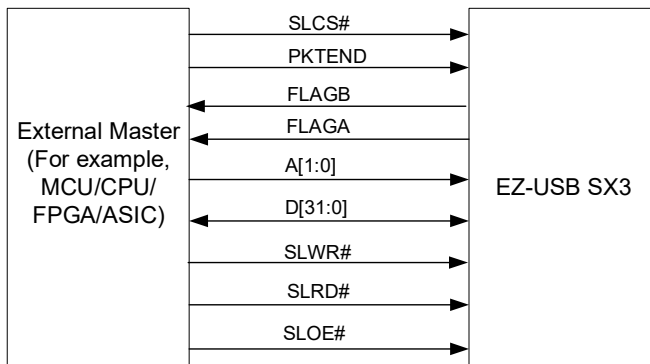 SLCS#
PKTEND
FLAGB
FLAGA
External Master
(For example,
MCU/CPU/
FPGA/ASIC)
A[1:0]
D[31:0]
EZ-USB SX3
SLWR#
SLRD#
SLOE#